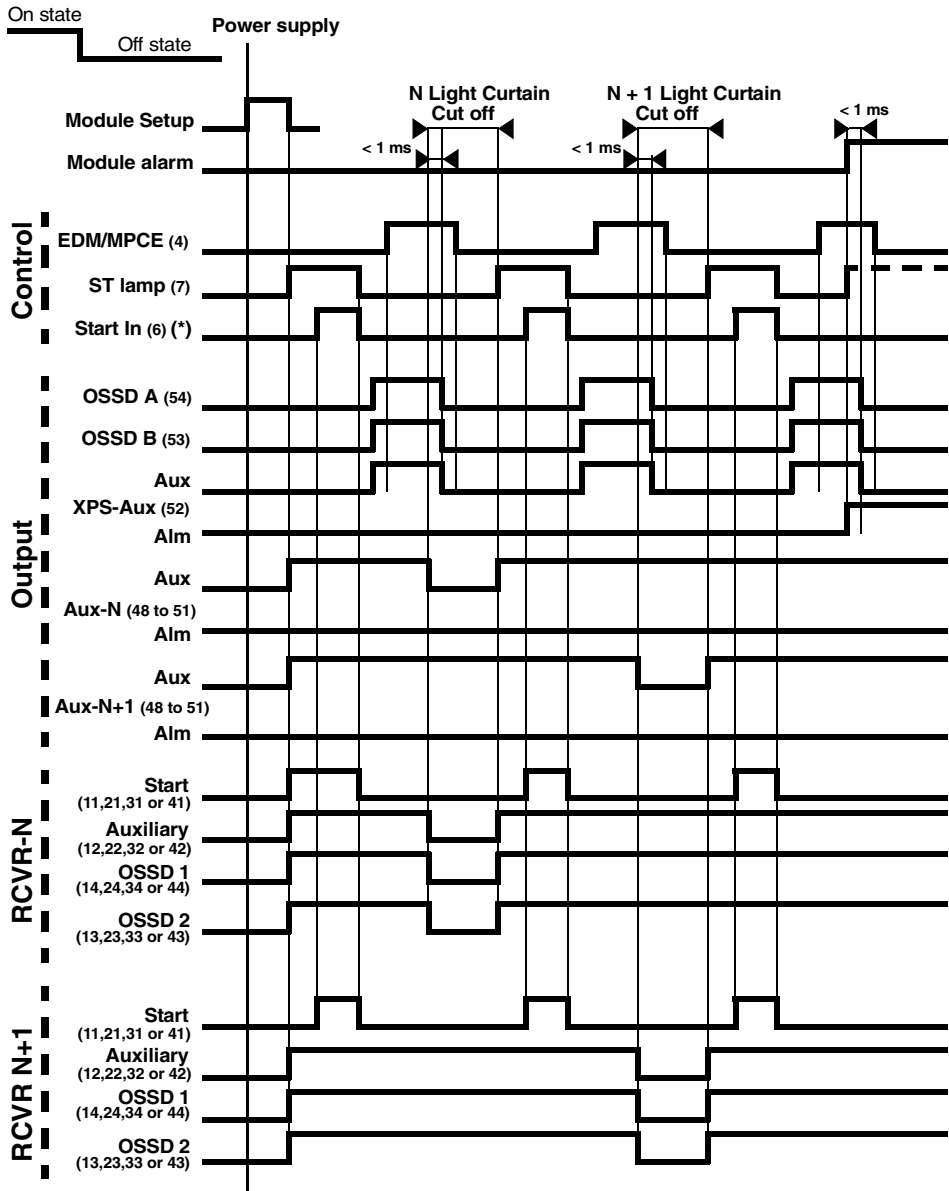 On state
Off state
Power supply
N Light Curtain
Cut off
N + 1 Light Curtain
Cut off
< 1 ms
Module Setup
< 1 ms
< 1 ms
Module alarm
Control
EDM/MPCE (4)
ST lamp (7)
Start In (6) (*)
Output
OSSD A (54)
OSSD B (53)
Aux
XPS-Aux (52)
Alm
Aux
Aux-N (48 to 51)
Alm
Aux
Aux-N+1 (48 to 51)
Alm
RCVR-N
Start
(11,21,31 or 41)
Auxiliary
(12,22,32 or 42)
OSSD 1
(14,24,34 or 44)
OSSD 2
(13,23,33 or 43)
RCVR N+1
Start
(11,21,31 or 41)
Auxiliary
(12,22,32 or 42)
OSSD 1
(14,24,34 or 44)
OSSD 2
(13,23,33 or 43)